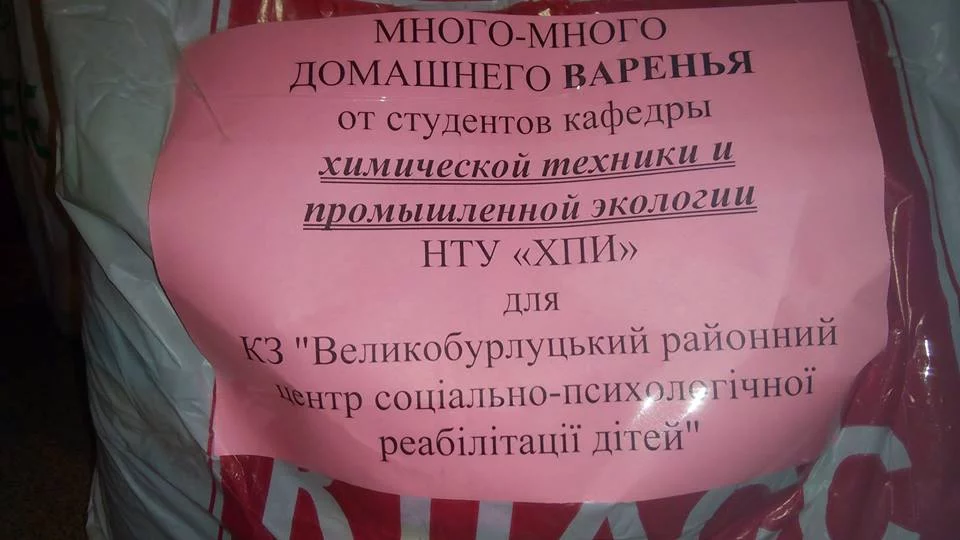 МНОГО-МНОГО
ДОМАШНЕГО ВАРЕНЬЯ
от студентов кафедры
химической техники и
промышленной экологии
НТУ «ХПИ»
для
КЗ "Великобурлуцький районний
центр соціально-психологічної
реабілітації дітей"